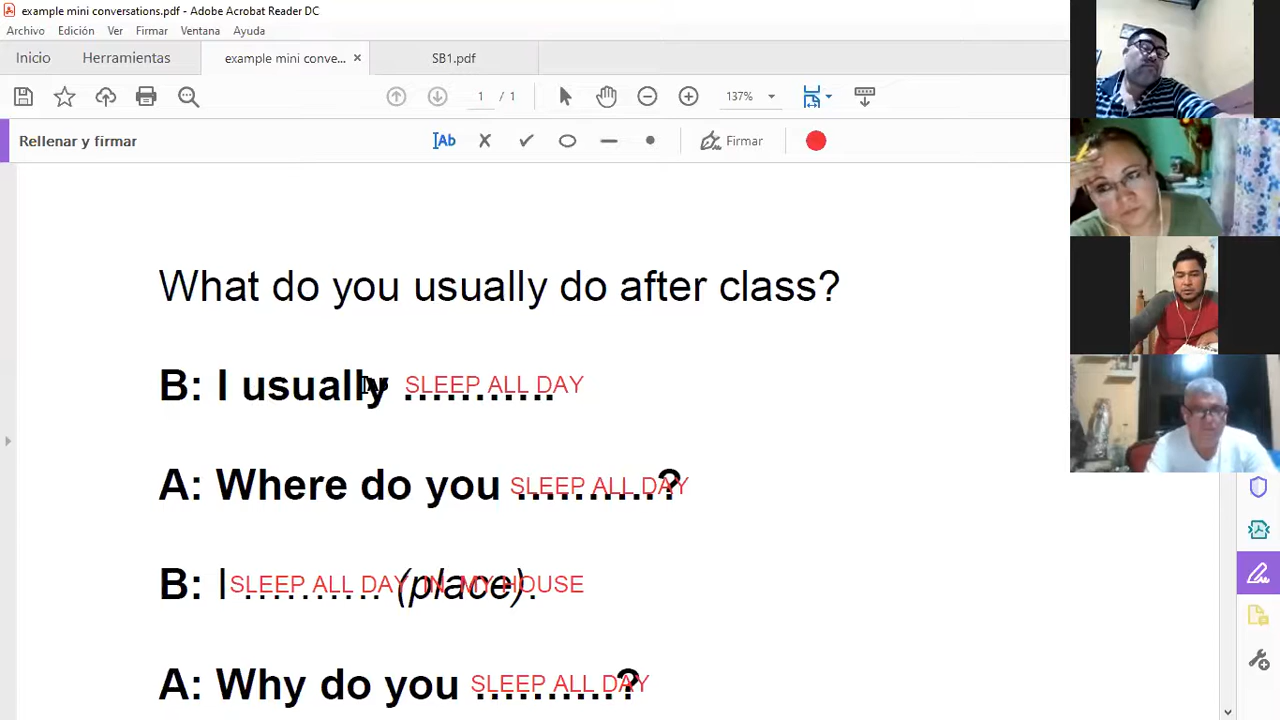 example mini conversations.pdf - Adobe Acrobat Reader DC
Archivo Edición Ver Firmar Ventana Ayuda
Inicio Herramientas example mini conve... × SB1.pdf
1 / 1 137%
Rellenar y firmar Ab Firmar
What do you usually do after class?
B: I usually ........... SLEEP ALL DAY
A: Where do you ..........? SLEEP ALL DAY
B: I .......... (place). SLEEP ALL DAY IN MY HOUSE
A: Why do you ..........? SLEEP ALL DAY